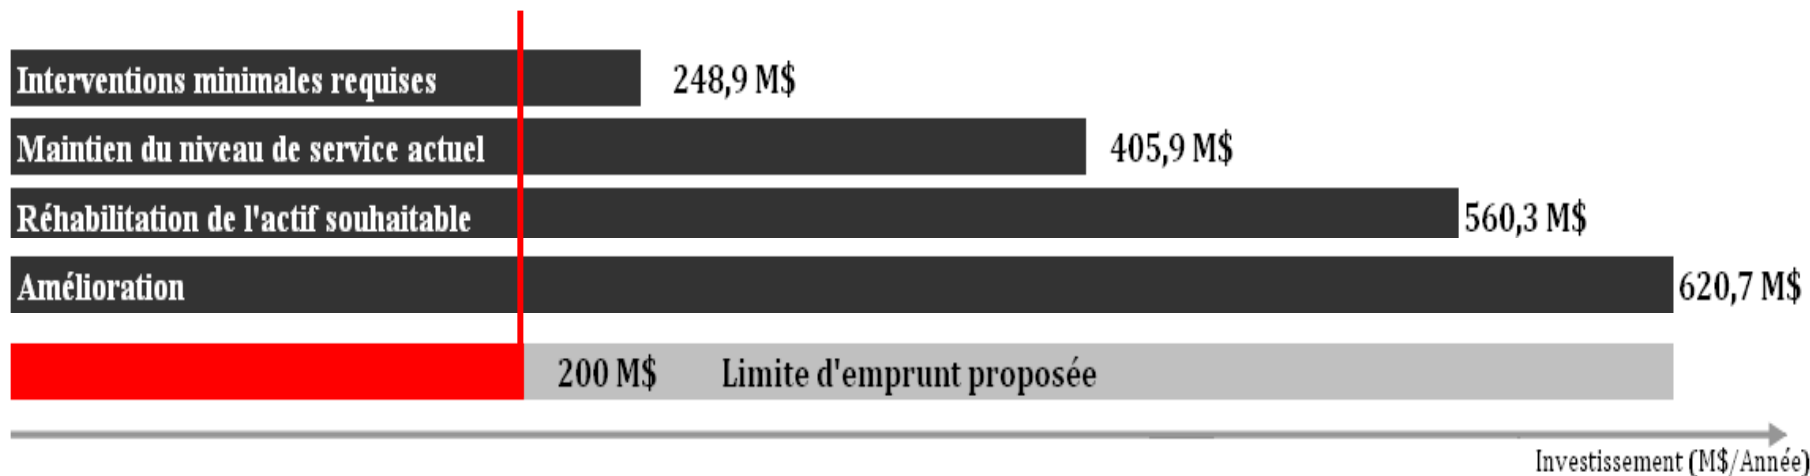 Interventions minimales requises 248,9 M$
Maintien du niveau de service actuel 405,9 M$
Réhabilitation de l'actif souhaitable 560,3 M$
Amélioration 620,7 M$
200 M$ Limite d'emprunt proposée
Investissement (M$/Année)